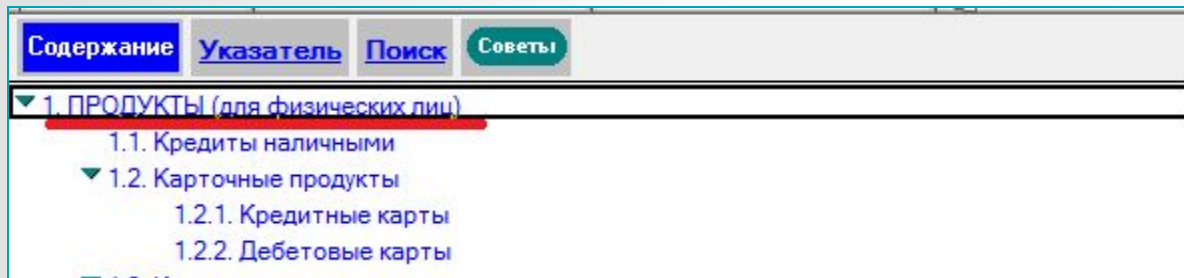 Содержание Указатель Поиск Советы
1. ПРОДУКТЫ (для физических лиц)
1.1. Кредиты наличными
1.2. Карточные продукты
1.2.1. Кредитные карты
1.2.2. Дебетовые карты